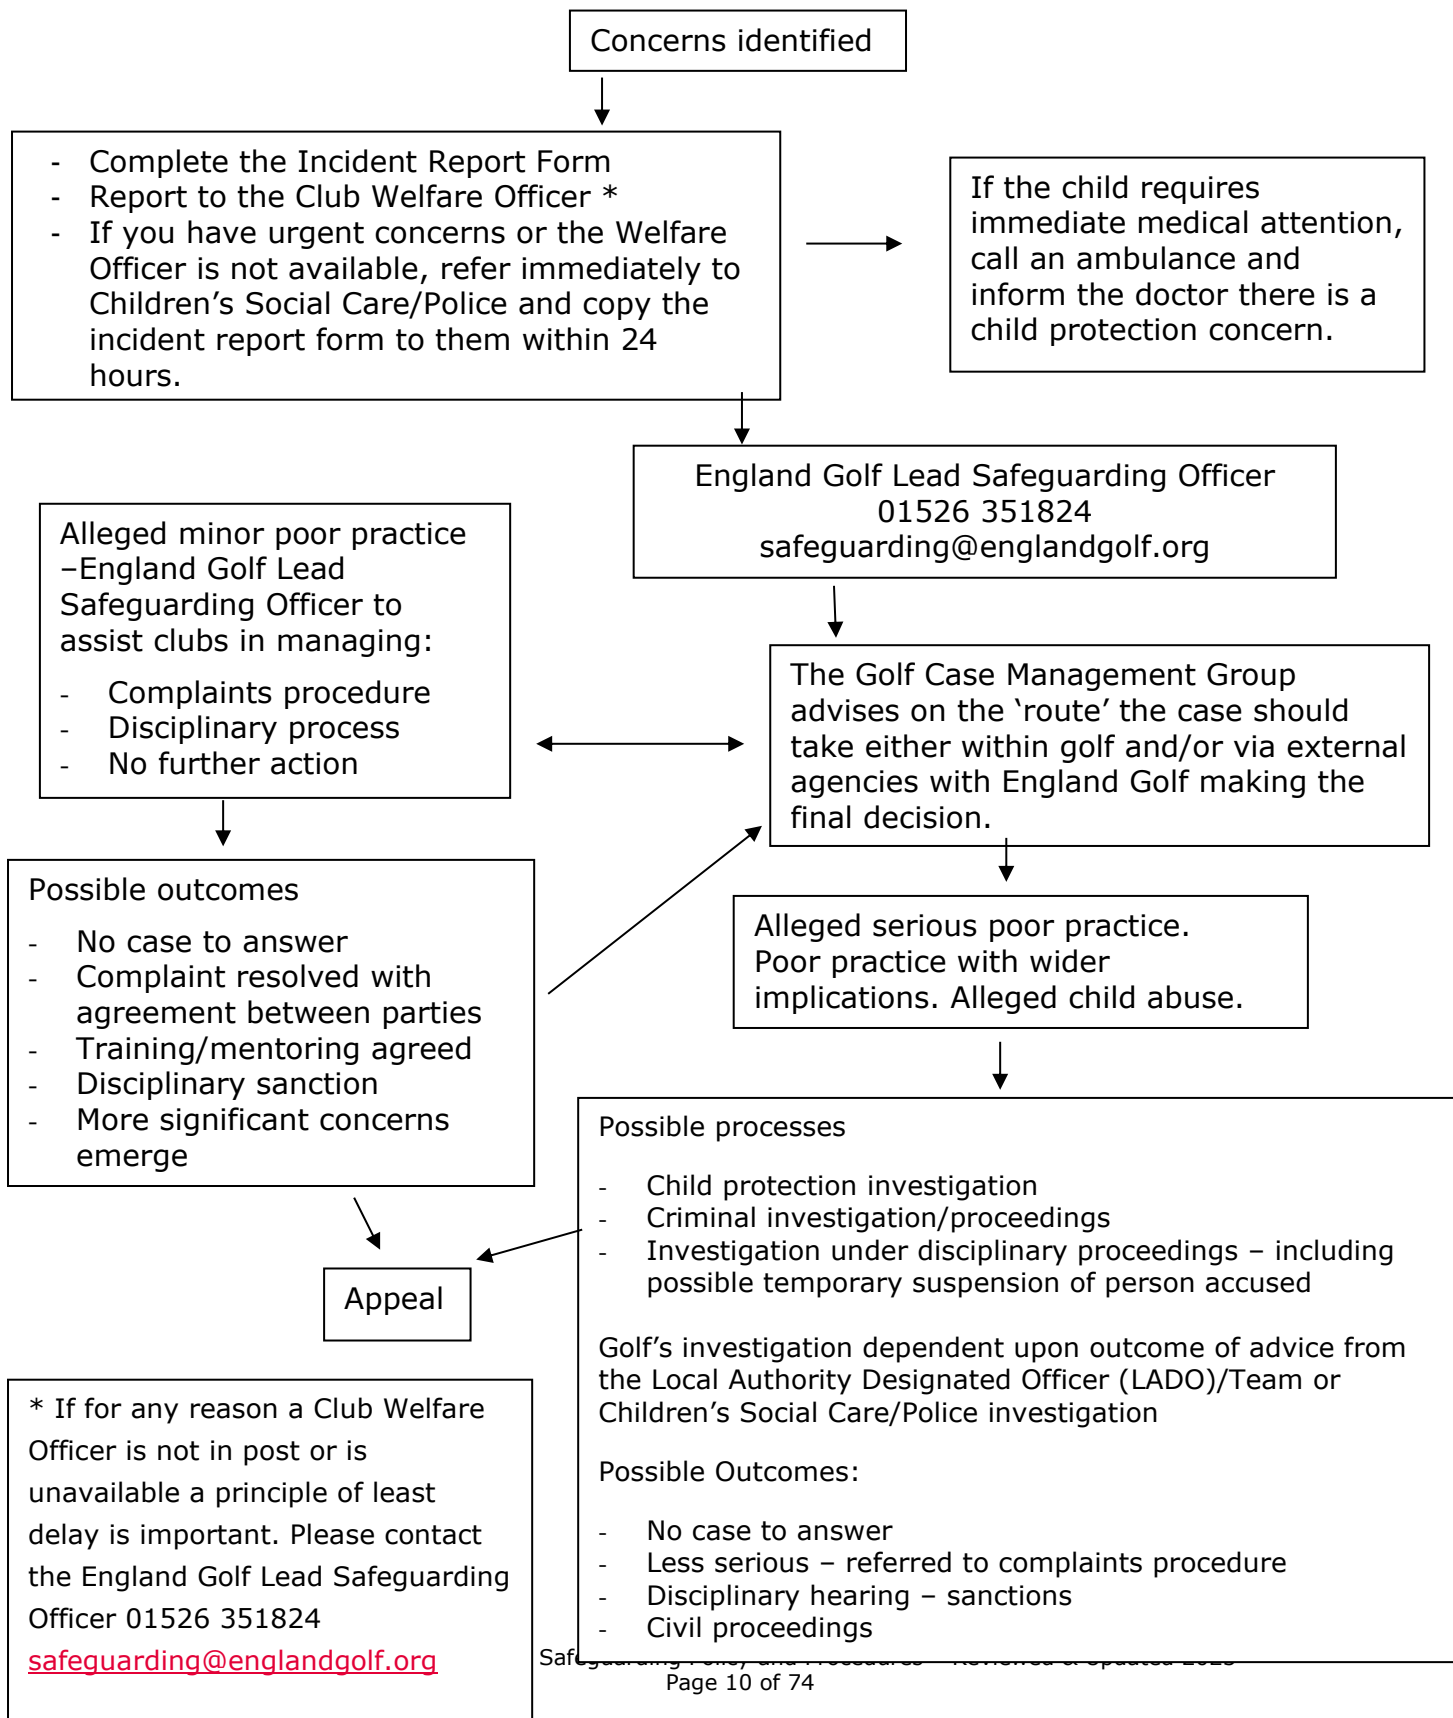 Concerns identified
- Complete the Incident Report Form
- Report to the Club Welfare Officer *
- If you have urgent concerns or the Welfare
Officer is not available, refer immediately to
Children’s Social Care/Police and copy the
incident report form to them within 24
hours.
If the child requires
immediate medical attention,
call an ambulance and
inform the doctor there is a
child protection concern.
England Golf Lead Safeguarding Officer
01526 351824
safeguarding@englandgolf.org
Alleged minor poor practice
–England Golf Lead
Safeguarding Officer to
assist clubs in managing:
- Complaints procedure
- Disciplinary process
- No further action
The Golf Case Management Group
advises on the ‘route’ the case should
take either within golf and/or via external
agencies with England Golf making the
final decision.
Possible outcomes
- No case to answer
- Complaint resolved with
agreement between parties
- Training/mentoring agreed
- Disciplinary sanction
- More significant concerns
emerge
Alleged serious poor practice.
Poor practice with wider
implications. Alleged child abuse.
Possible processes
- Child protection investigation
- Criminal investigation/proceedings
- Investigation under disciplinary proceedings – including
possible temporary suspension of person accused
Golf’s investigation dependent upon outcome of advice from
the Local Authority Designated Officer (LADO)/Team or
Children’s Social Care/Police investigation
Possible Outcomes:
- No case to answer
- Less serious – referred to complaints procedure
- Disciplinary hearing – sanctions
- Civil proceedings
Appeal
* If for any reason a Club Welfare
Officer is not in post or is
unavailable a principle of least
delay is important. Please contact
the England Golf Lead Safeguarding
Officer 01526 351824
safeguarding@englandgolf.org
Safeguarding Policy and Procedures – Reviewed & Updated
Page 10 of 74